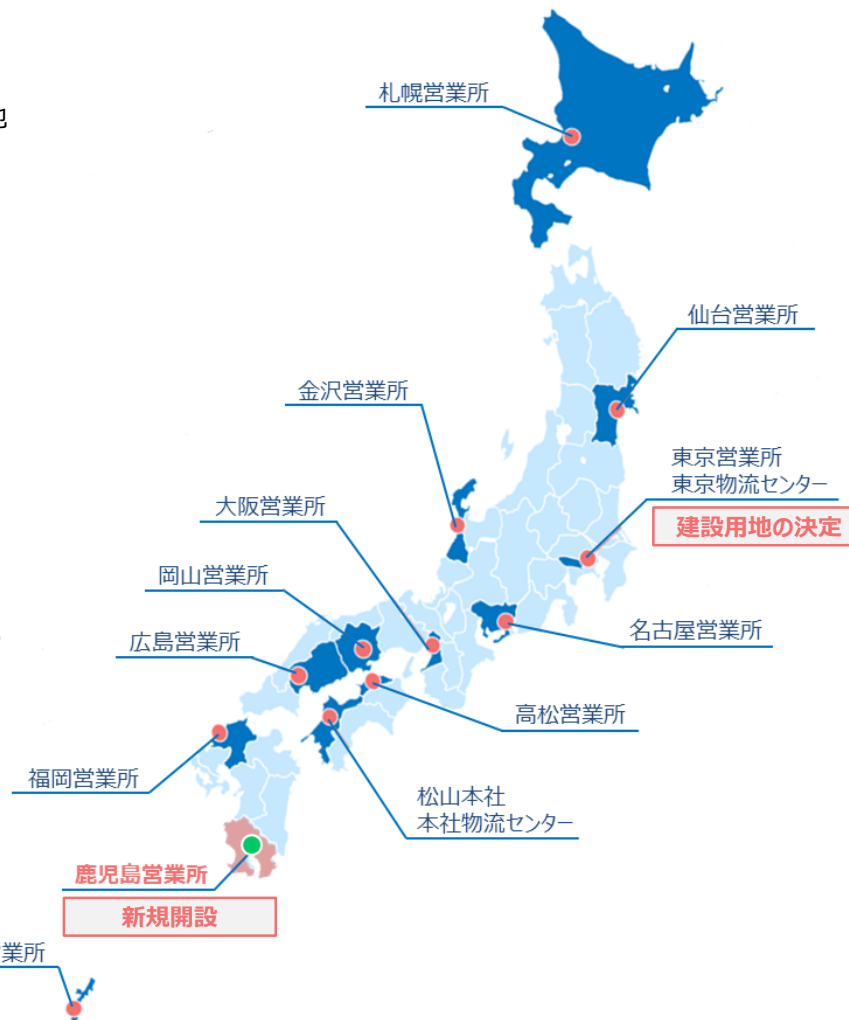 札幌営業所
仙台営業所
金沢営業所
東京営業所
東京物流センター
建設用地の決定
大阪営業所
岡山営業所
広島営業所
名古屋営業所
高松営業所
福岡営業所
松山本社
本社物流センター
鹿児島営業所
新規開設
業所